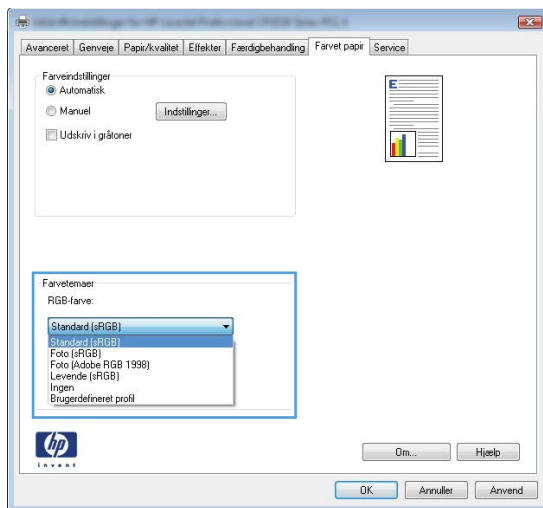 Avanceret Genveje Papir/kvalitet Effekter Færdigbehandling Farvet papir Service
Farveindstillinger
Automatisk
Manuel Indstillinger...
Udskriv i gråtoner
E
Farvetemaer
RGB-farve:
Standard (sRGB)
Standard (sRGB)
Foto (sRGB)
Foto (Adobe RGB 1998)
Levende (sRGB)
Ingen
Brugerdefineret profil
hp
invent
Om... Hjælp
OK Annuller Anvend